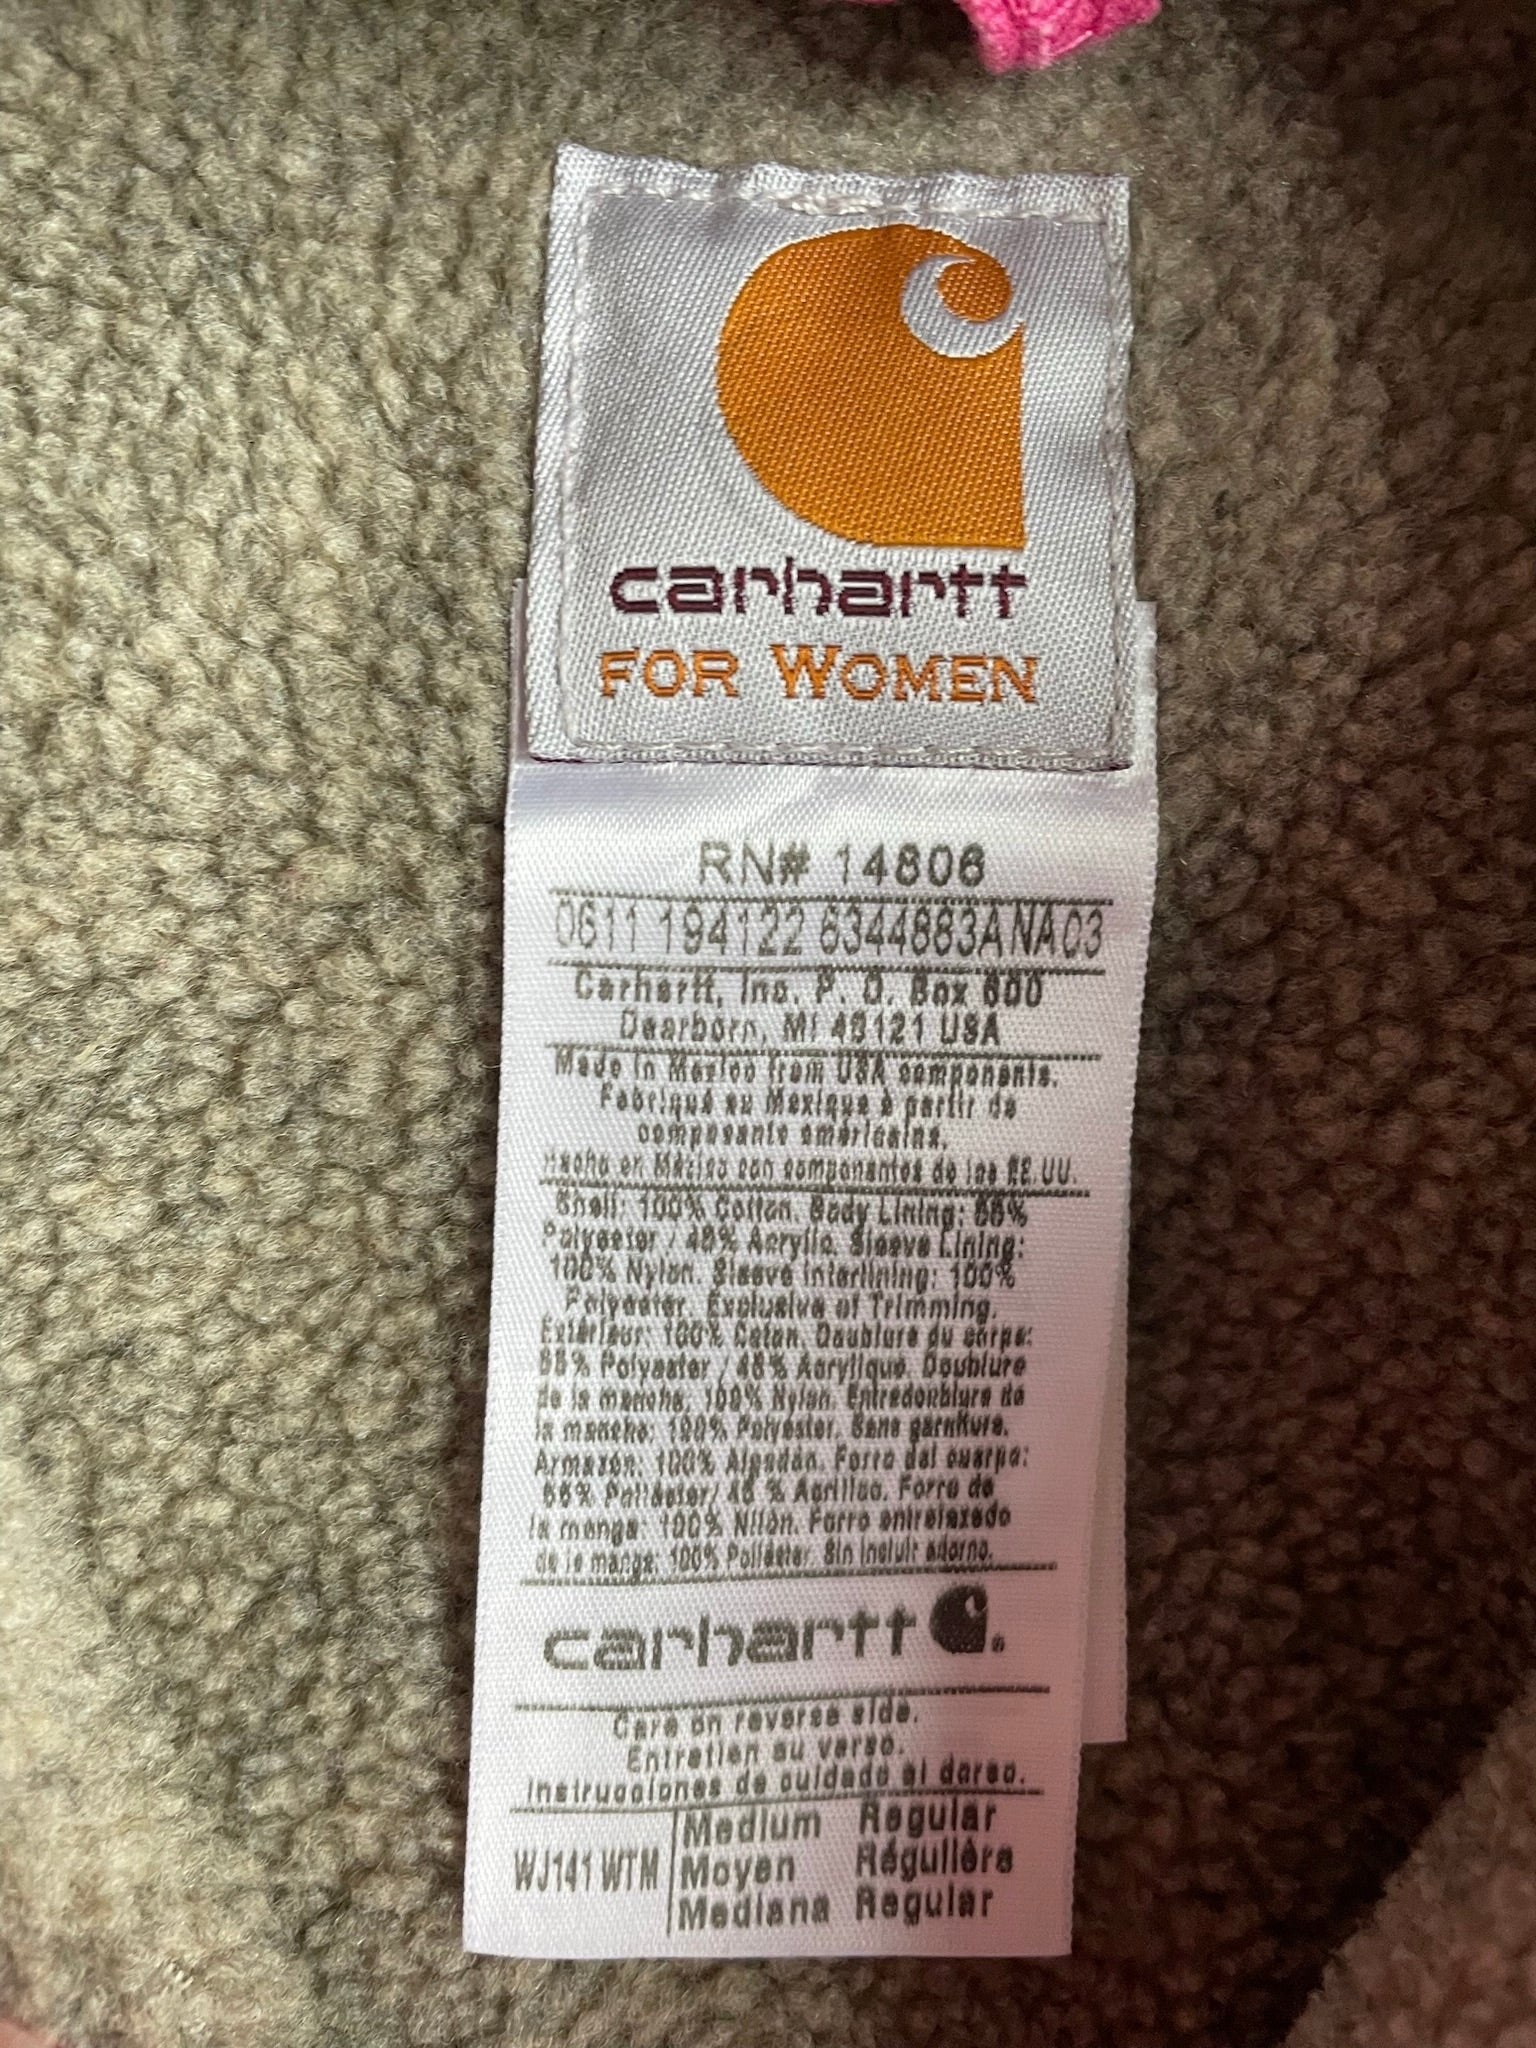 carhartt
FOR WOMEN
RN# 14806
0611 194122 6344883ANA03
Carhartt, Inc. P. O. Box 600
Dearborn, MI 48121 USA
Made in Mexico from USA components.
Fabriqué au Mexique à partir de
composants américains.
Hecho en México con componentes de los EE.UU.
Shell: 100% Cotton. Body Lining:
Polyester / 45% Acrylic. Sleeve Lining:
100% Nylon. Sleeve Interlining: 100%
Polyester. Exclusive of Trimming.
Extérieur: 100% Coton. Doublure du corps:
55% Polyester / 45% Acrylique. Doublure
de la manche, 100% Nylon. Entredoublure de
la manche: 100% Polyester. Sans garniture.
Armazon: 100% Algodón. Forro del cuerpo:
55% Poliéster/ 45 % Acrilico. Forro de
la manga: 100% Nilón. Forro entrelazado
de la manga: 100% Poliéster. Sin incluir adorno.
carhartt
Care on reverse side.
Entretien au verso.
Instrucciones de cuidado al dorso.
WJ141 WTM
Medium Regular
Moyen Régulière
Mediana Regular